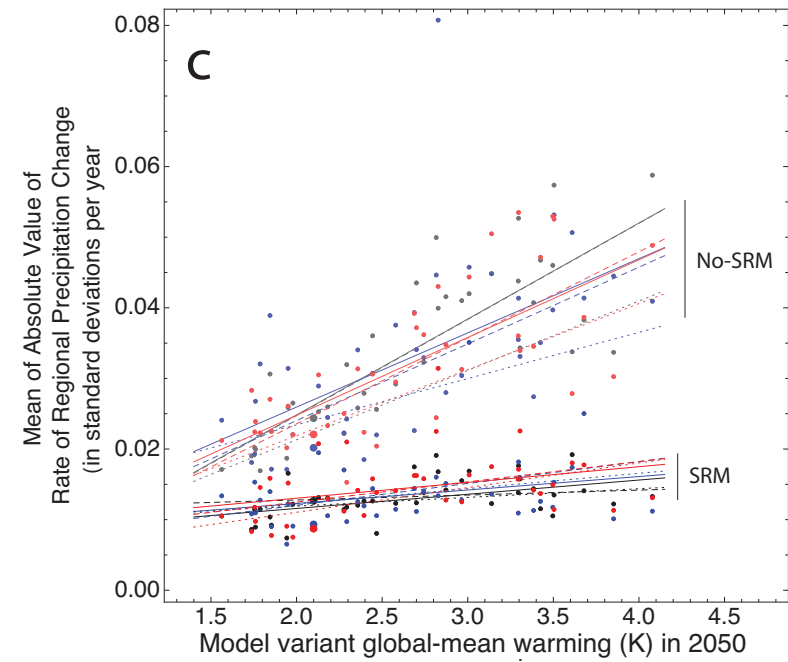 C
Mean of Absolute Value of
Rate of Regional Precipitation Change
(in standard deviations per year
0.08
0.06
0.04
0.02
0.00
No-SRM
SRM
1.5 2.0 2.5 3.0 3.5 4.0 4.5
Model variant global-mean warming (K) in 2050